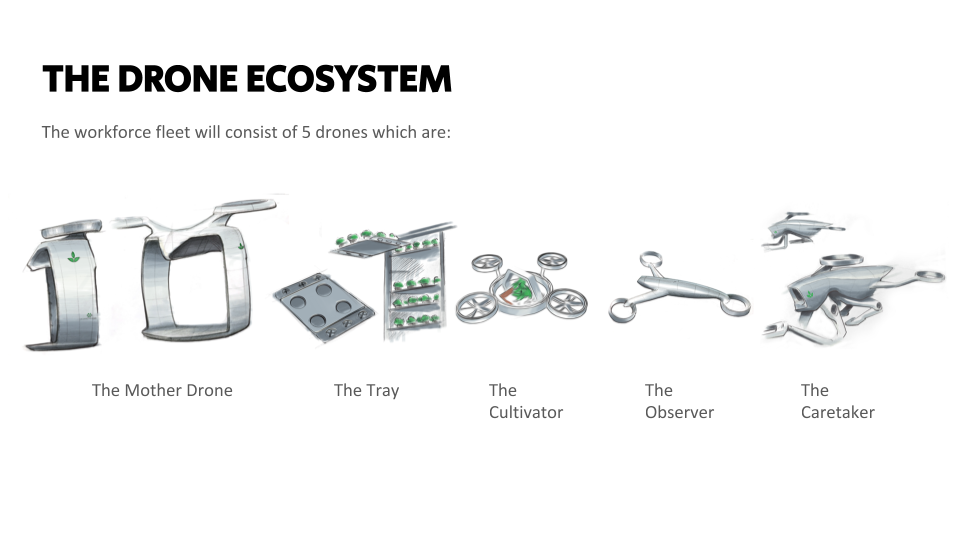 THE DRONE ECOSYSTEM
The workforce fleet will consist of 5 drones which are:
The Mother Drone
The Tray
The
Cultivator
The
Observer
The
Caretaker